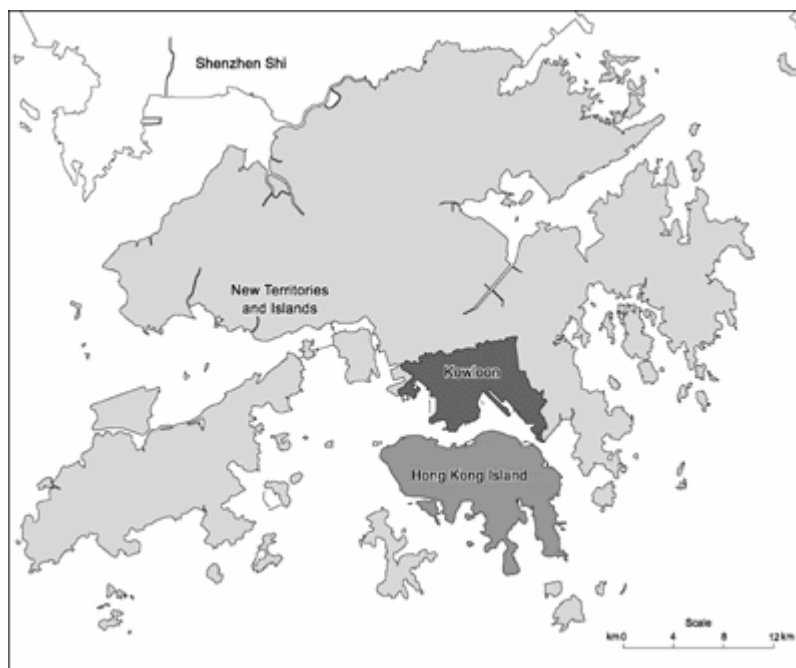 Shenzhen Shi
New Territories
and Islands
Kowloon
Hong Kong Island
Scale
km 0 4 8 12 km